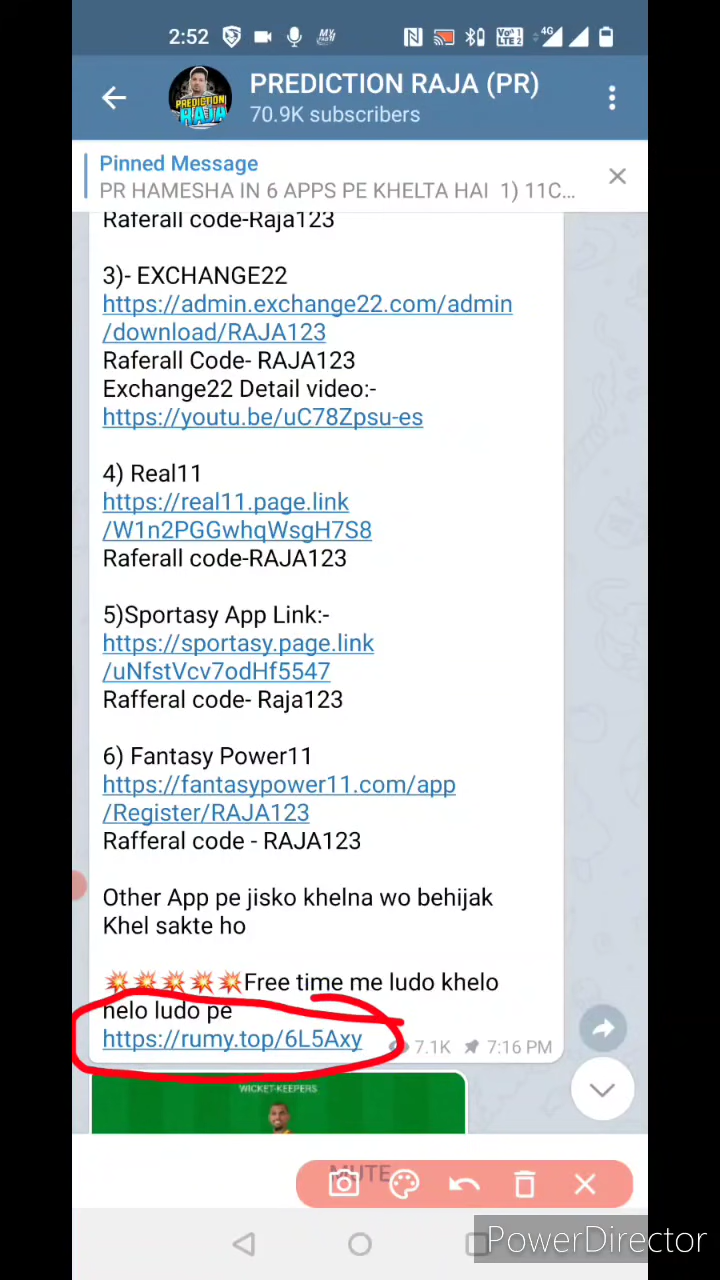 2:52
4G
PREDICTION RAJA (PR)
70.9K subscribers
PREDICTION
RAJA
Pinned Message
PR HAMESHA IN 6 APPS PE KHELTA HAI 1) 11C...
Raferall code-Raja123
3)- EXCHANGE22
https://admin.exchange22.com/admin
/download/RAJA123
Raferall Code- RAJA123
Exchange22 Detail video:-
https://youtu.be/uC78Zpsu-es
4) Real11
https://real11.page.link
/W1n2PGGwhqWsgH7S8
Raferall code-RAJA123
5)Sportasy App Link:-
https://sportasy.page.link
/uNfstVcv7odHf5547
Rafferal code- Raja123
6) Fantasy Power11
https://fantasypower11.com/app
/Register/RAJA123
Rafferal code - RAJA123
Other App pe jisko khelna wo behijak
Khel sakte ho
💥💥💥💥💥Free time me ludo khelo
helo ludo pe
https://rumy.top/6L5Axy
7.1K 7:16 PM
WICKET-KEEPERS
MUTE
PowerDirector